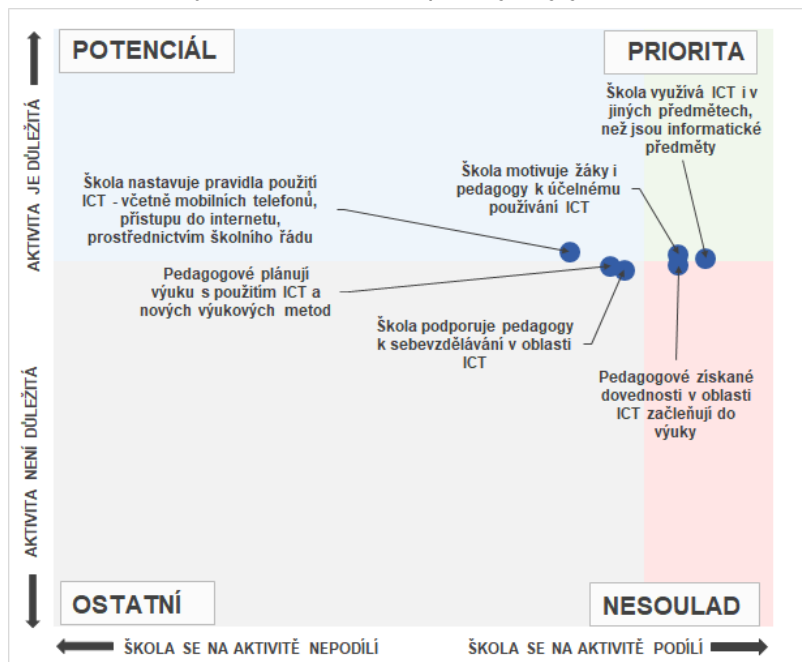 POTENCIÁL
PRIORITA
Škola využívá ICT i v
jiných předmětech,
než jsou informatické
předměty
Škola motivuje žáky i
pedagogy k účelnému
používání ICT
Škola nastavuje pravidla použití
ICT - včetně mobilních telefonů,
přístupu do internetu,
prostřednictvím školního řádu
Pedagogové plánují
výuku s použitím ICT a
nových výukových metod
Škola podporuje pedagogy
k sebevzdělávání v oblasti
ICT
Pedagogové získané
dovednosti v oblasti
ICT začleňují do
výuky
AKTIVITA JE DŮLEŽITÁ
AKTIVITA NENÍ DŮLEŽITÁ
OSTATNÍ
NESOULAD
ŠKOLA SE NA AKTIVITĚ NEPODÍLÍ
ŠKOLA SE NA AKTIVITĚ PODÍLÍ